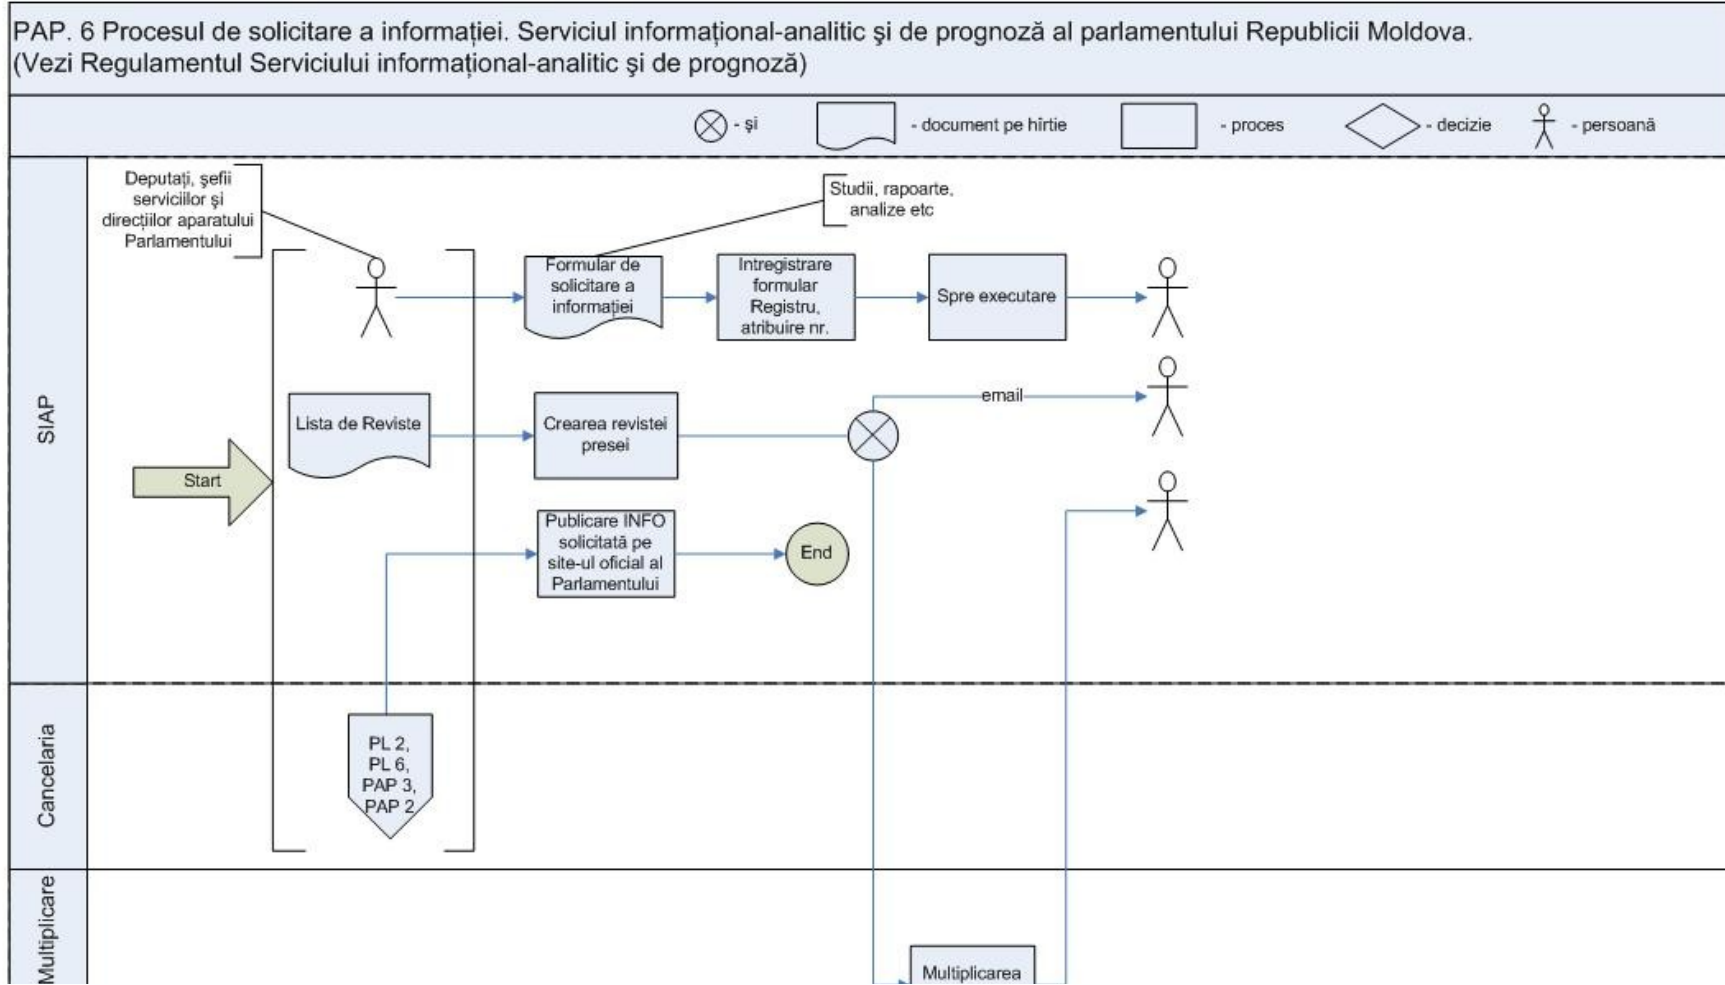 PAP. 6 Procesul de solicitare a informației. Serviciul informațional-analitic și de prognoză al parlamentului Republicii Moldova.
(Vezi Regulamentul Serviciului informațional-analitic și de prognoză)
- și
- document pe hîrtie
- proces
- decizie
- persoană
SIAP
Deputați, șefii
serviciilor și
direcțiilor aparatului
Parlamentului
Studii, rapoarte,
analize etc
Formular de
solicitare a
informației
Intregistrare
formular
Registru,
atribuire nr.
Spre executare
Lista de Reviste
Crearea revistei
presei
email
Start
Publicare INFO
solicitată pe
site-ul oficial al
Parlamentului
End
Cancelaria
PL 2,
PL 6,
PAP 3,
PAP 2
Multiplicare
Multiplicarea